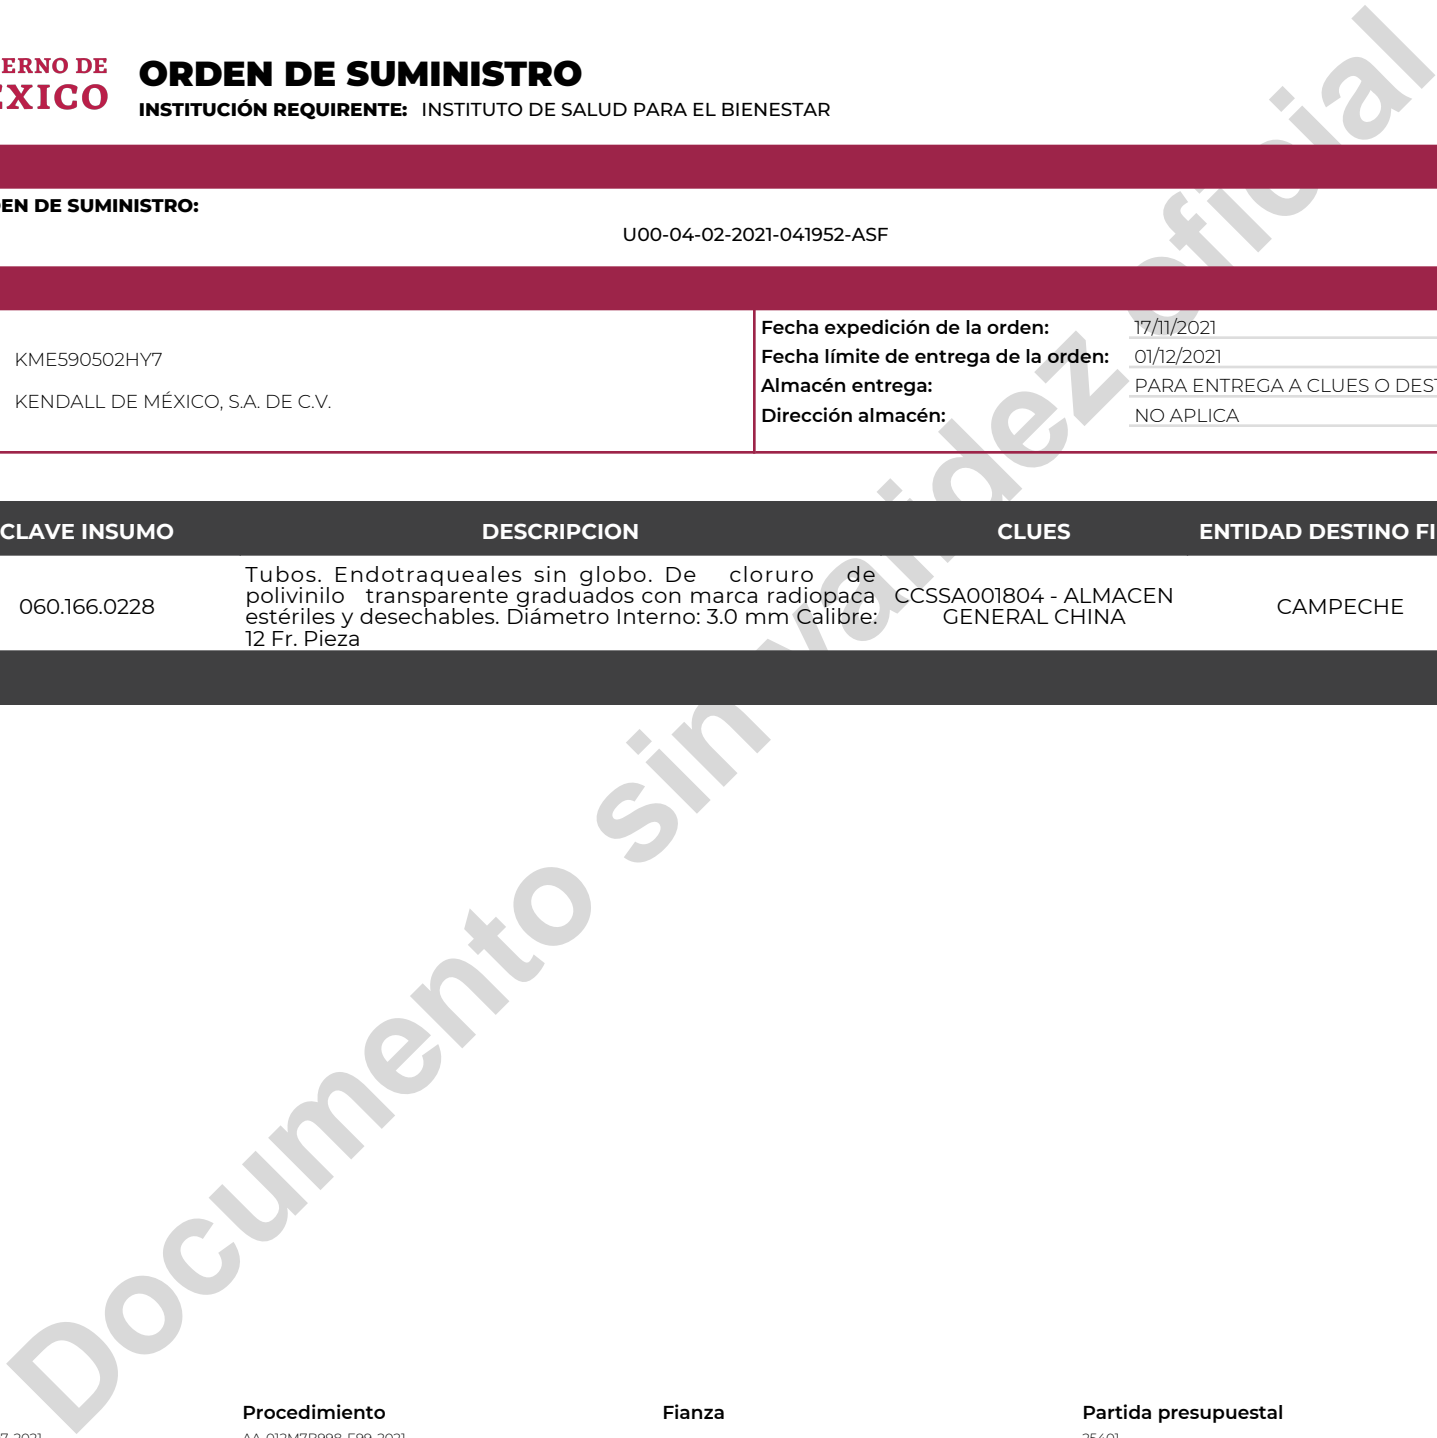 ERNO DE
XICO
ORDEN DE SUMINISTRO
INSTITUCIÓN REQUIRENTE: INSTITUTO DE SALUD PARA EL BIENESTAR
EN DE SUMINISTRO:
U00-04-02-2021-041952-ASF
KME590502HY7
KENDALL DE MÉXICO, S.A. DE C.V.
Fecha expedición de la orden: 17/11/2021
Fecha límite de entrega de la orden: 01/12/2021
Almacén entrega: PARA ENTREGA A CLUES O DEST
Dirección almacén: NO APLICA
CLAVE INSUMO DESCRIPCION CLUES ENTIDAD DESTINO FI
060.166.0228
Tubos. Endotraqueales sin globo. De cloruro de
polivinilo transparente graduados con marca radiopaca
estériles y desechables. Diámetro Interno: 3.0 mm Calibre:
12 Fr. Pieza
CCSSA001804 - ALMACEN
GENERAL CHINA
CAMPECHE
Documento sin validez oficial
Procedimiento Fianza Partida presupuestal